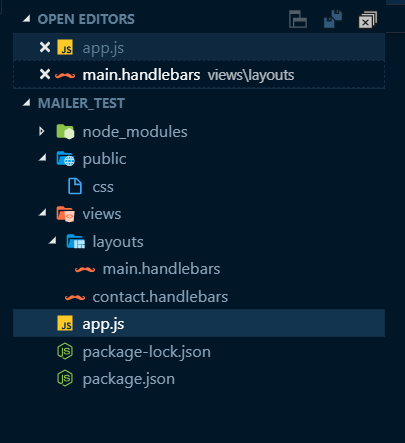 OPEN EDITORS
JS app.js
main.handlebars views\layouts
MAILER_TEST
node_modules
public
css
views
layouts
main.handlebars
contact.handlebars
JS app.js
package-lock.json
package.json